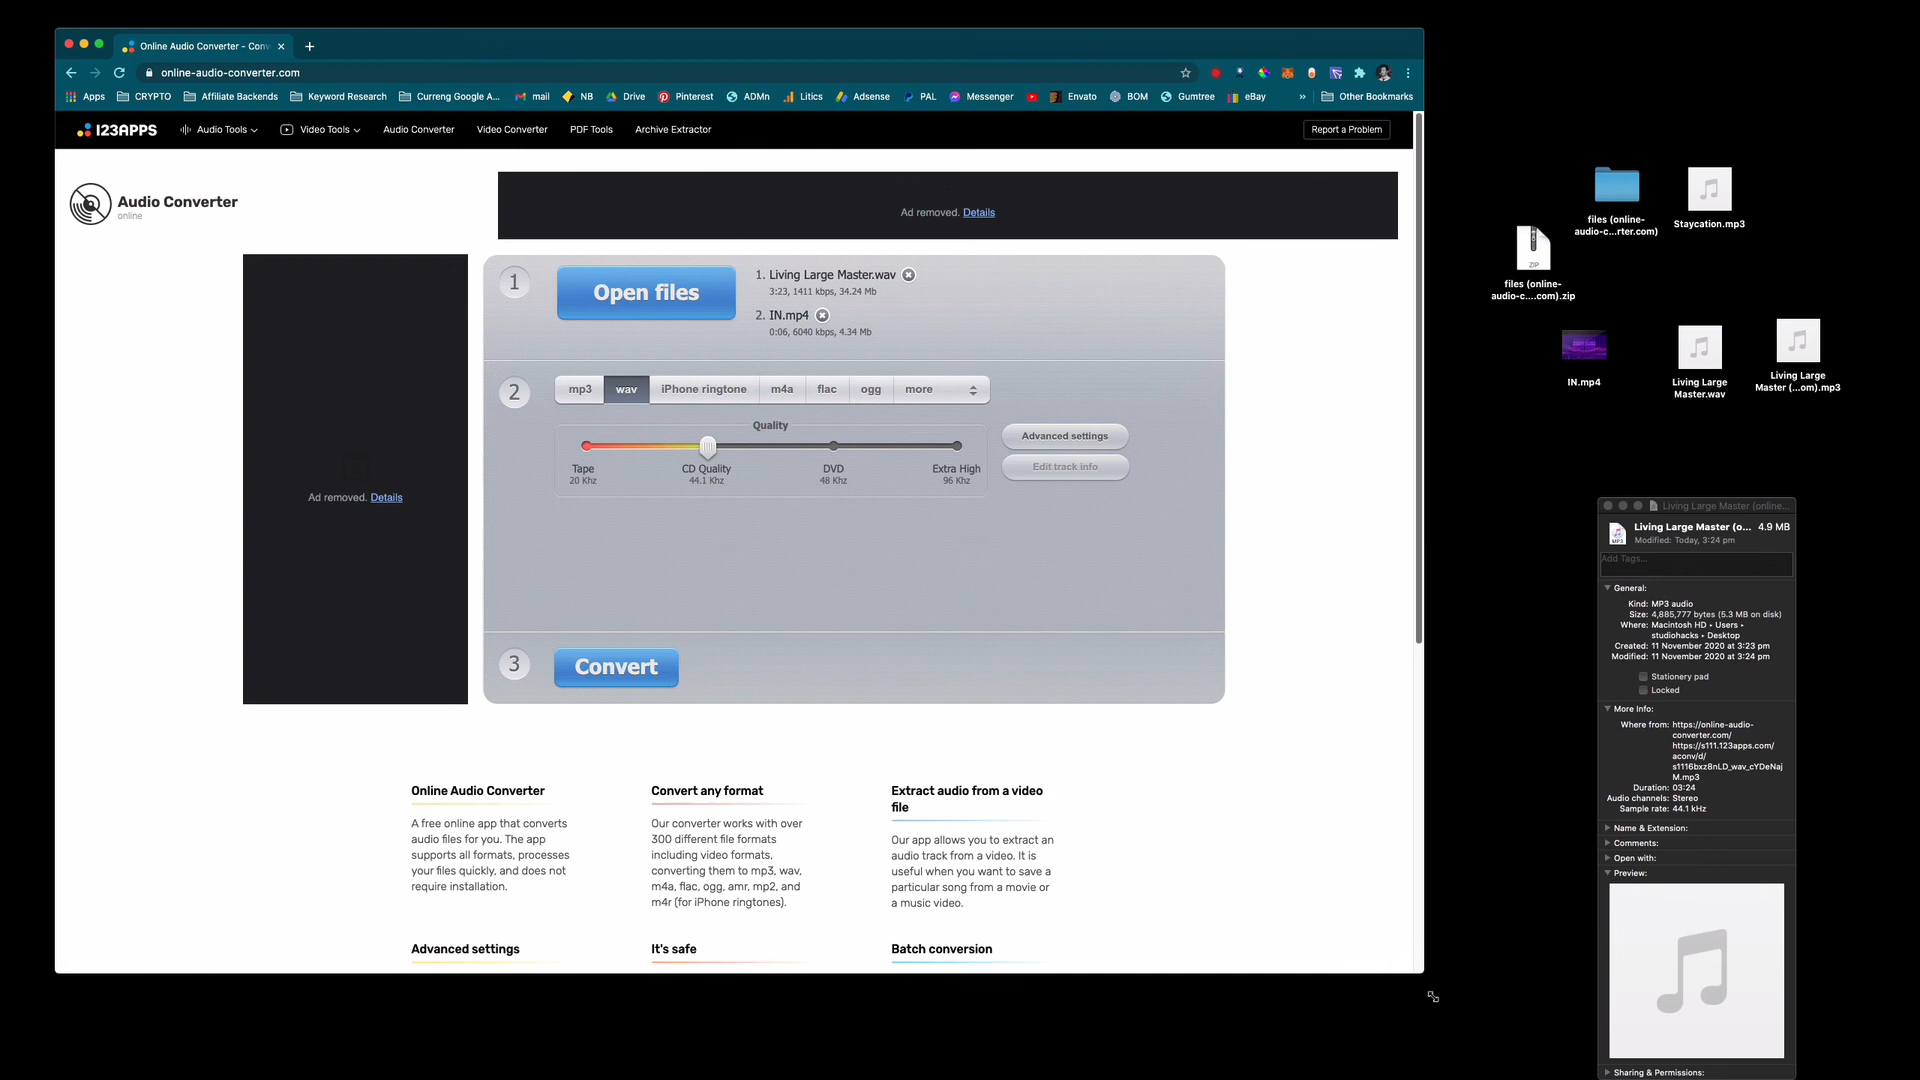 Online Audio Converter - Conv
online-audio-converter.com
Apps CRYPTO Affiliate Backends Keyword Research Curreng Google A... mail NB Drive Pinterest ADMn Litics Adsense PAL Messenger Envato BOM Gumtree eBay » Other Bookmarks
123APPS Audio Tools Video Tools Audio Converter Video Converter PDF Tools Archive Extractor Report a Problem
Audio Converter
online
Ad removed. Details
Ad removed. Details
1
Open files
1. Living Large Master.wav
3:23, 1411 kbps, 34.24 Mb
2. IN.mp4
0:06, 6040 kbps, 4.34 Mb
2
mp3 wav iPhone ringtone m4a flac ogg more
Quality
Tape CD Quality DVD Extra High
20 Khz 44.1 Khz 48 Khz 96 Khz
Advanced settings
Edit track info
3
Convert
Online Audio Converter
A free online app that converts
audio files for you. The app
supports all formats, processes
your files quickly, and does not
require installation.
Convert any format
Our converter works with over
300 different file formats
including video formats,
converting them to mp3, wav,
m4a, flac, ogg, amr, mp2, and
m4r (for iPhone ringtones).
Extract audio from a video
file
Our app allows you to extract an
audio track from a video. It is
useful when you want to save a
particular song from a movie or
a music video.
Advanced settings
It's safe
Batch conversion
files (online-
audio-c...rter.com)
Staycation.mp3
ZIP
files (online-
audio-c....com).zip
IN.mp4
Living Large
Master.wav
Living Large
Master (...om).mp3
Living Large Master (online...
MP3
Living Large Master (o... 4.9 MB
Modified: Today, 3:24 pm
Add Tags...
General:
Kind: MP3 audio
Size: 4,885,777 bytes (5.3 MB on disk)
Where: Macintosh HD ▸ Users ▸
studiohacks ▸ Desktop
Created: 11 November 2020 at 3:23 pm
Modified: 11 November 2020 at 3:24 pm
Stationery pad
Locked
More Info:
Where from: https://online-audio-
converter.com/
https://s111.123apps.com/
aconv/d/
s1116bxz8nLD_wav_cYDeNaj
M.mp3
Duration: 03:24
Audio channels: Stereo
Sample rate: 44.1 kHz
Name & Extension:
Comments:
Open with:
Preview:
Sharing & Permissions: